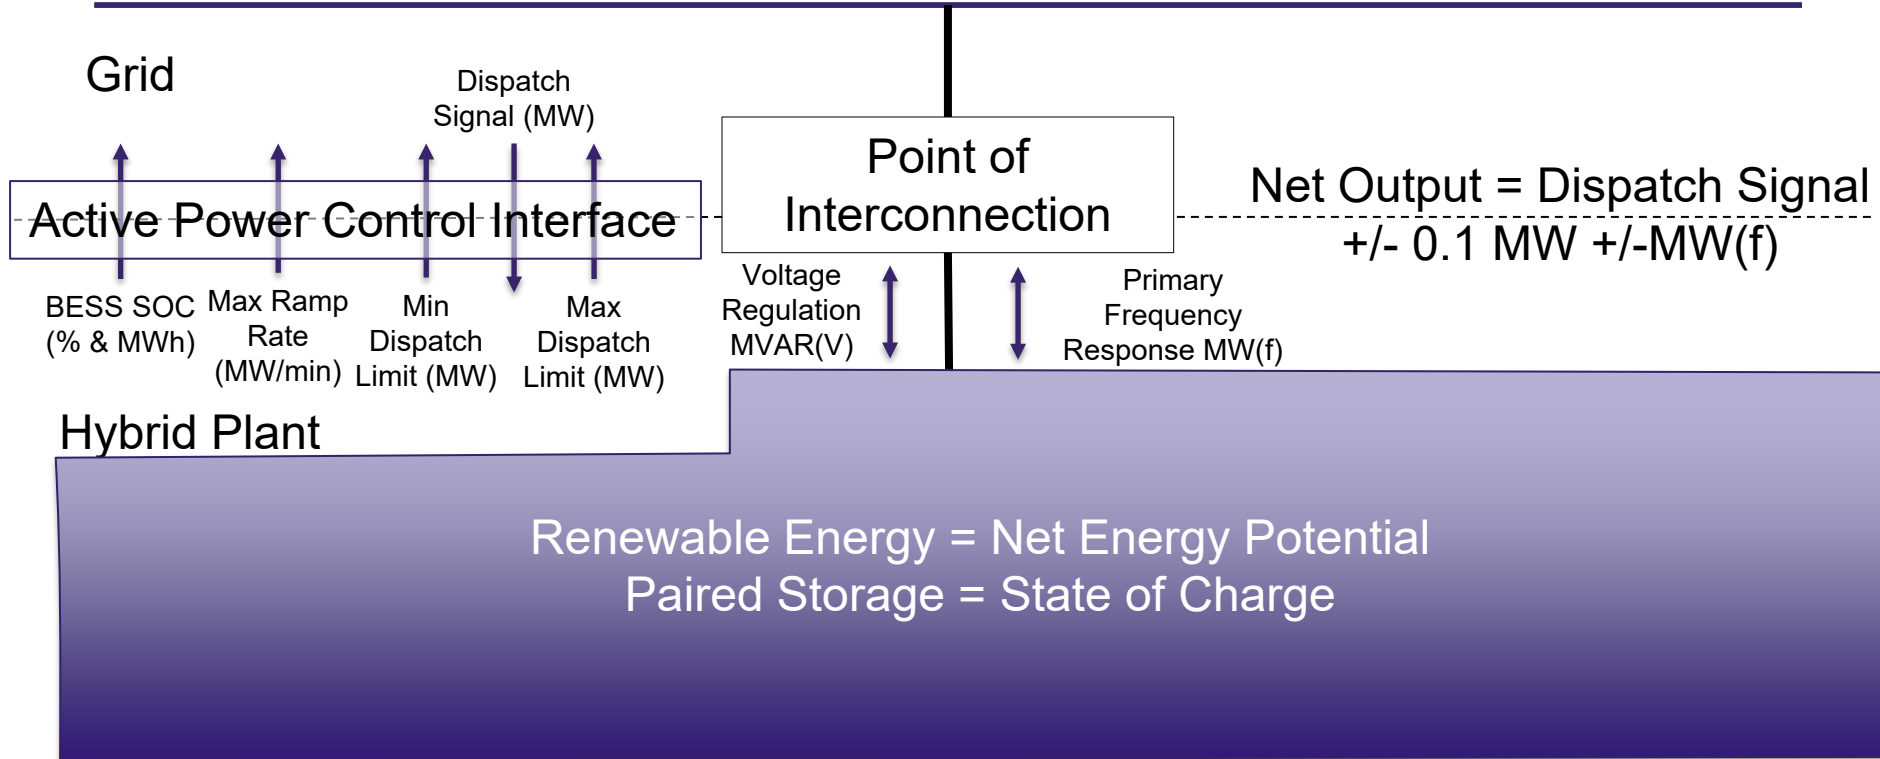 Grid
Dispatch
Signal (MW)
Active Power Control Interface
Point of
Interconnection
Net Output = Dispatch Signal
+/- 0.1 MW +/-MW(f)
BESS SOC
(% & MWh)
Max Ramp
Rate
(MW/min)
Min
Dispatch
Limit (MW)
Max
Dispatch
Limit (MW)
Voltage
Regulation
MVAR(V)
Primary
Frequency
Response MW(f)
Hybrid Plant
Renewable Energy = Net Energy Potential
Paired Storage = State of Charge